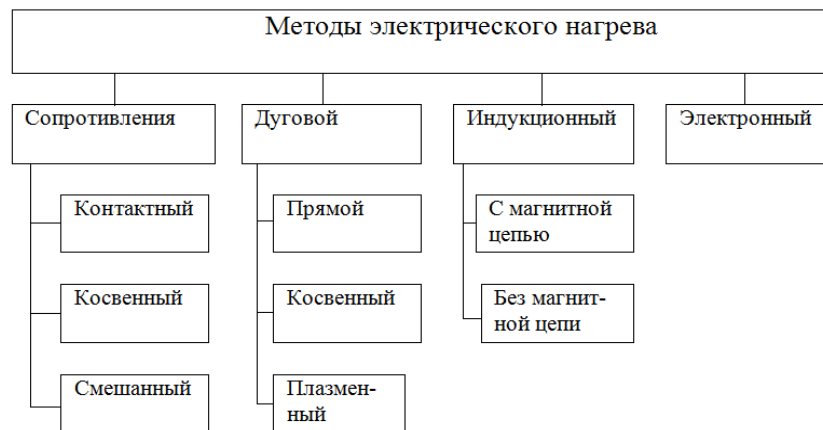 Методы электрического нагрева
Сопротивления
Дуговой
Индукционный
Электронный
Контактный
Прямой
С магнитной
цепью
Косвенный
Косвенный
Без магнит-
ной цепи
Смешанный
Плазмен-
ный